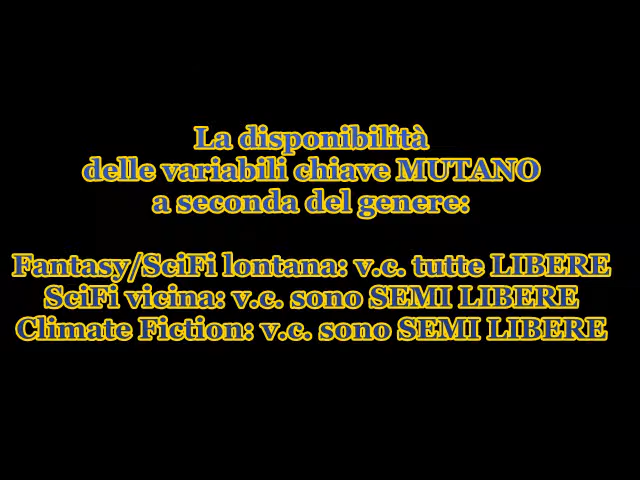 La disponibilità
delle variabili chiave MUTANO
a seconda del genere:
Fantasy/SciFi lontana: v.c. tutte LIBERE
SciFi vicina: v.c. sono SEMI LIBERE
Climate Fiction: v.c. sono SEMI LIBERE